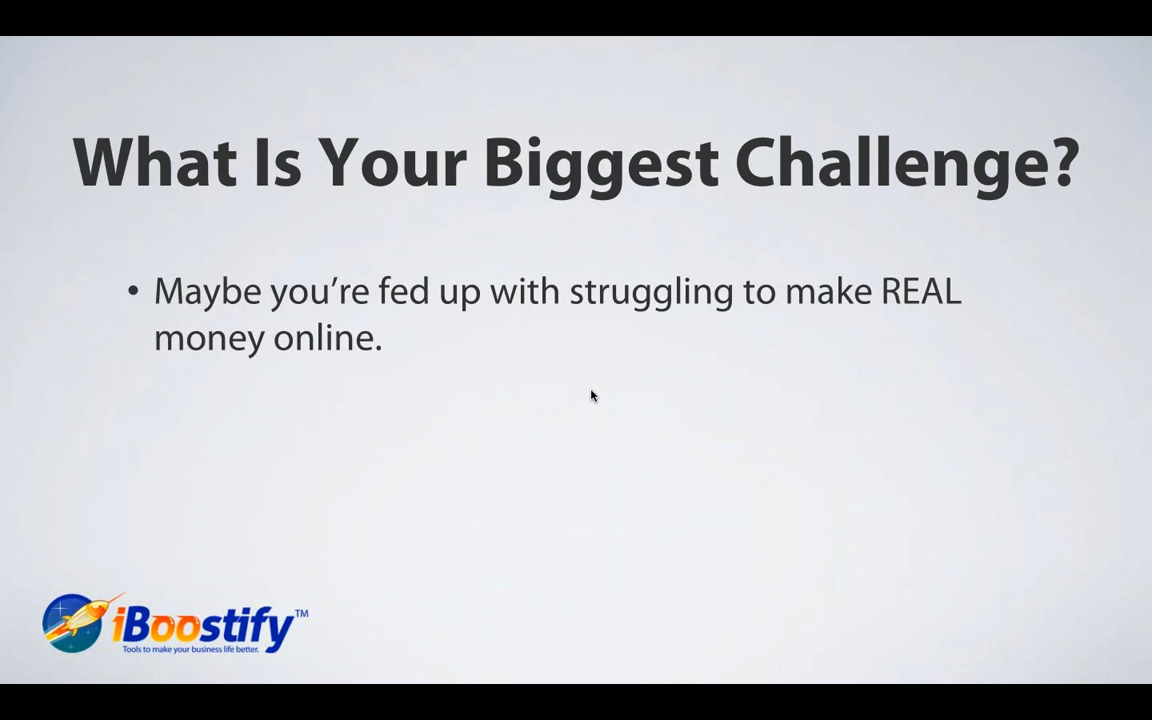 What Is Your Biggest Challenge?
• Maybe you’re fed up with struggling to make REAL
money online.
iBoostify™
Tools to make your business life better.